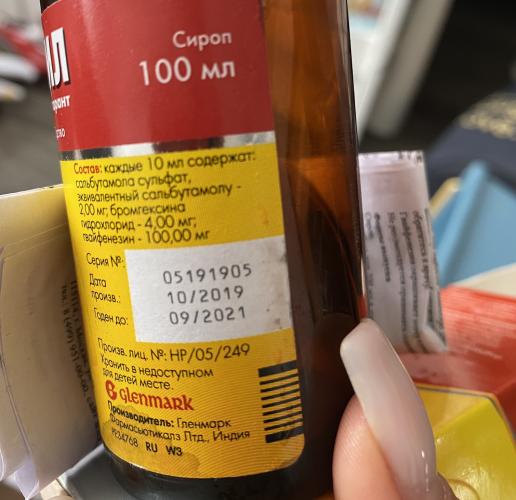 Сироп
100 мл
Состав: каждые 10 мл содержат:
сальбутамола сульфат,
эквивалентный сальбутамолу -
2,00 мг; бромгексина
гидрохлорид - 4,00 мг;
гвайфенезин - 100,00 мг
Серия №:
05191905
Дата
произв.:
10/2019
Годен до:
09/2021
Произв. лиц. №: HP/05/249
Хранить в недоступном
для детей месте.
glenmark
Производитель: Гленмарк
Фармасьютикалз Лтд., Индия
RU W3